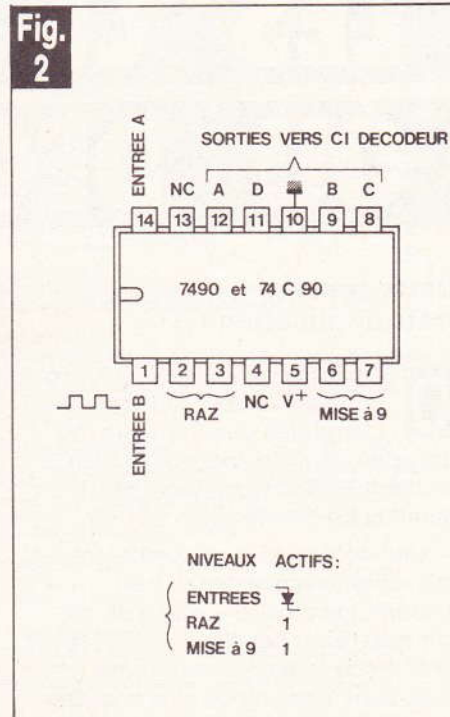 Fig.
2
SORTIES VERS CI DECODEUR
ENTREE A
NC A D B C
14 13 12 11 10 9 8
7490 et 74 C 90
1 2 3 4 5 6 7
ENTREE B
RAZ NC V+ MISE à 9
NIVEAUX ACTIFS:
ENTREES
RAZ 1
MISE à 9 1